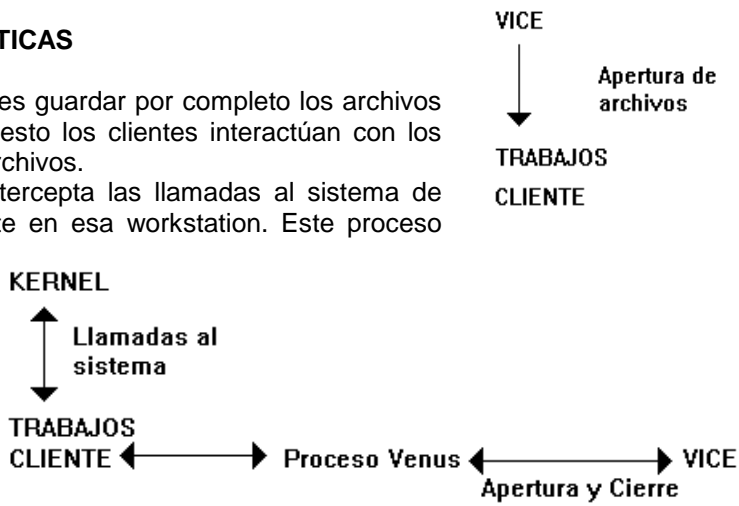 TICAS
es guardar por completo los archivos
esto los clientes interactúan con los
rchivos.
tercepta las llamadas al sistema de
te en esa workstation. Este proceso
VICE
Apertura de
archivos
TRABAJOS
CLIENTE
KERNEL
Llamadas al
sistema
TRABAJOS
CLIENTE
Proceso Venus
VICE
Apertura y Cierre